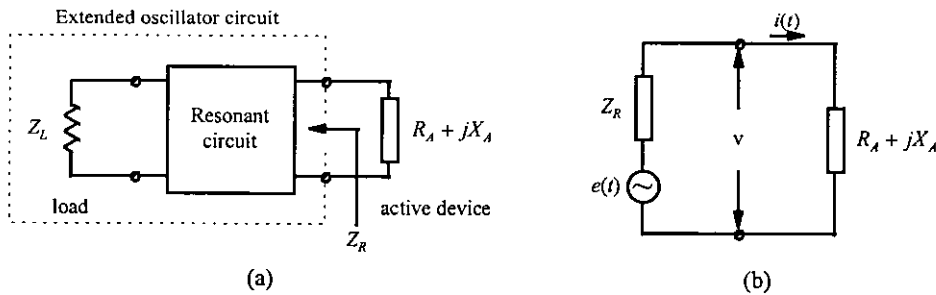 Extended oscillator circuit
Z_L
Resonant
circuit
R_A + jX_A
load
active device
Z_R
(a)
i(t)
Z_R
v
R_A + jX_A
e(t)
(b)